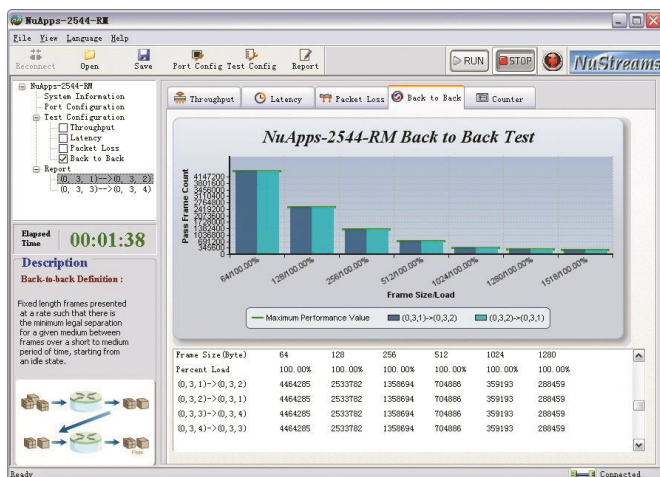 NuApps-2544-RM
File View Language Help
Reconnect Open Save Port Config Test Config Report RUN STOP NuStreams
NuApps-2544-RM
System Information
Port Configuration
Test Configuration
Throughput
Latency
Packet Loss
Back to Back
Report
(0, 3, 1)-->(0, 3, 2)
(0, 3, 3)-->(0, 3, 4)
Elapsed Time 00:01:38
Description
Back-to-back Definition :
Fixed length frames presented
at a rate such that there is
the minimum legal separation
for a given medium between
frames over a short to medium
period of time, starting from
an idle state.
Pass
Throughput Latency Packet Loss Back to Back Counter
NuApps-2544-RM Back to Back Test
Pass Frame Count
4147200
3801600
3456000
3110400
2764800
2419200
2073600
1728000
1382400
1036800
691200
345600
0
64/100.00% 128/100.00% 256/100.00% 512/100.00% 1024/100.00% 1280/100.00% 1518/100.00%
Frame Size/Load
Maximum Performance Value (0,3,1)->(0,3,2) (0,3,2)->(0,3,1)
Frame Size(Byte) 64 128 256 512 1024 1280
Percent Load 100.00% 100.00% 100.00% 100.00% 100.00% 100.00%
(0,3,1)->(0,3,2) 4464285 2533782 1358694 704886 359193 288459
(0,3,2)->(0,3,1) 4464285 2533782 1358694 704886 359193 288459
(0,3,3)->(0,3,4) 4464285 2533782 1358694 704886 359193 288459
(0,3,4)->(0,3,3) 4464285 2533782 1358694 704886 359193 288459
Ready Connected